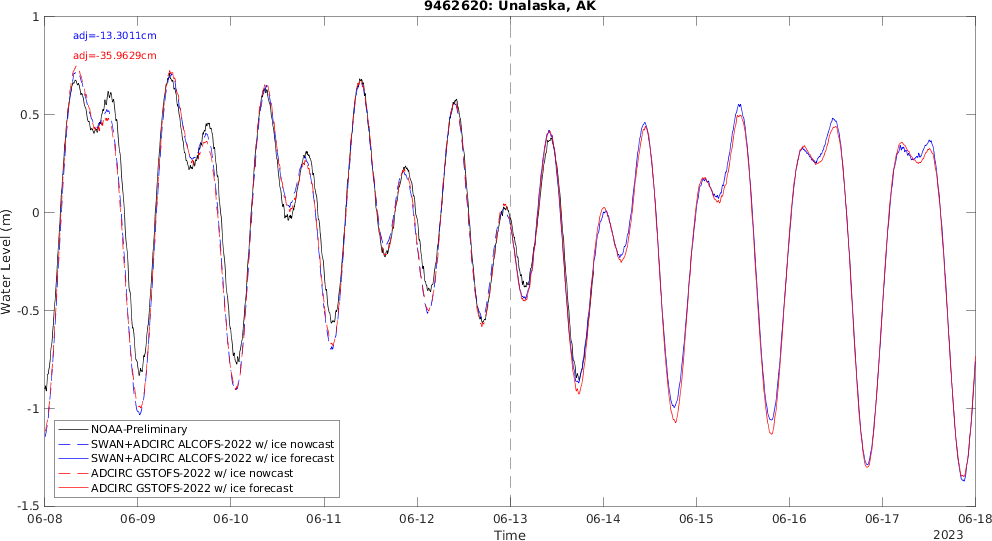 9462620: Unalaska, AK
adj=-13.3011cm
adj=-35.9629cm
Water Level (m)
1
0.5
0
-0.5
-1
-1.5
NOAA-Preliminary
SWAN+ADCIRC ALCOFS-2022 w/ ice nowcast
SWAN+ADCIRC ALCOFS-2022 w/ ice forecast
ADCIRC GSTOFS-2022 w/ ice nowcast
ADCIRC GSTOFS-2022 w/ ice forecast
06-08 06-09 06-10 06-11 06-12 06-13 06-14 06-15 06-16 06-17 06-18
Time
2023